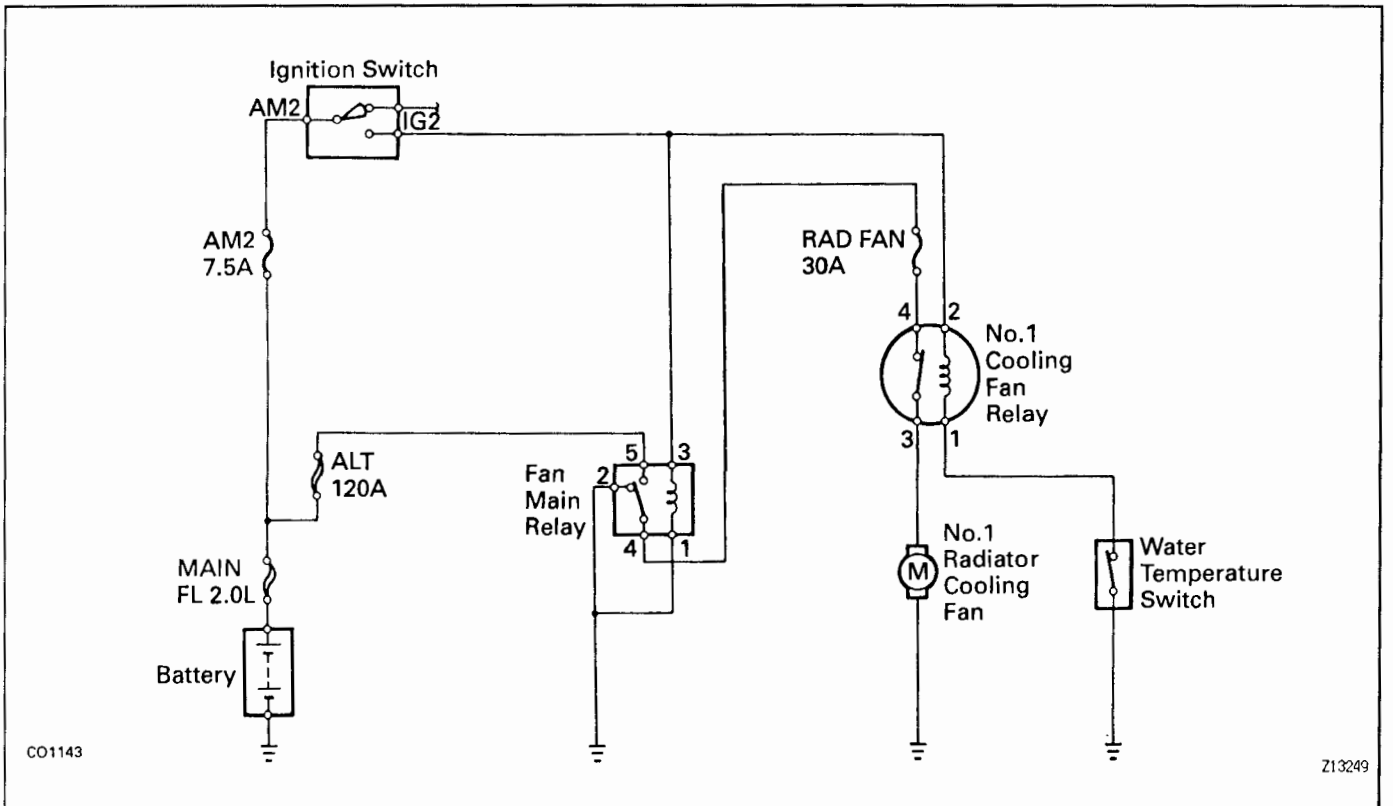 Ignition Switch
AM2
IG2
AM2
7.5A
RAD FAN
30A
4 2
No.1
Cooling
Fan
Relay
3 1
ALT
120A
Fan
Main
Relay
5 3
2
4 1
MAIN
FL 2.0L
No.1
Radiator
Cooling
Fan
M
Water
Temperature
Switch
Battery
CO1143
Z13249